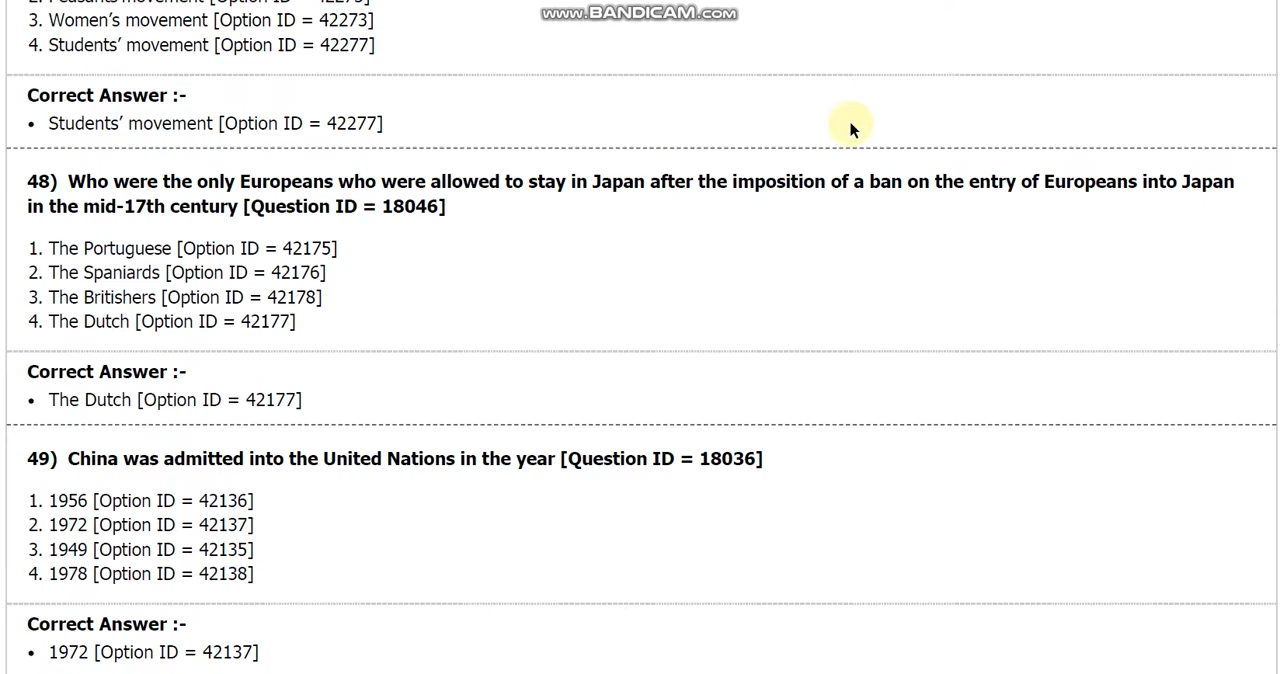 www.BANDICAM.com
3. Women’s movement [Option ID = 42273]
4. Students’ movement [Option ID = 42277]
Correct Answer :-
• Students’ movement [Option ID = 42277]
48) Who were the only Europeans who were allowed to stay in Japan after the imposition of a ban on the entry of Europeans into Japan
in the mid-17th century [Question ID = 18046]
1. The Portuguese [Option ID = 42175]
2. The Spaniards [Option ID = 42176]
3. The Britishers [Option ID = 42178]
4. The Dutch [Option ID = 42177]
Correct Answer :-
• The Dutch [Option ID = 42177]
49) China was admitted into the United Nations in the year [Question ID = 18036]
1. 1956 [Option ID = 42136]
2. 1972 [Option ID = 42137]
3. 1949 [Option ID = 42135]
4. 1978 [Option ID = 42138]
Correct Answer :-
• 1972 [Option ID = 42137]